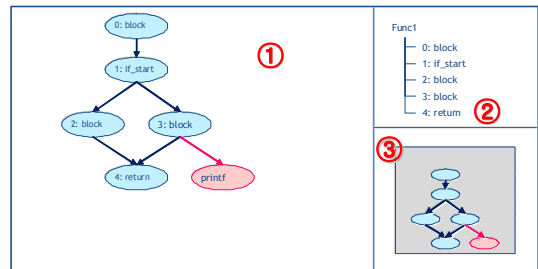 0: block
①
1: if_start
2: block
3: block
4: return
printf
Func1
0: block
1: if_start
2: block
3: block
4: return
②
③